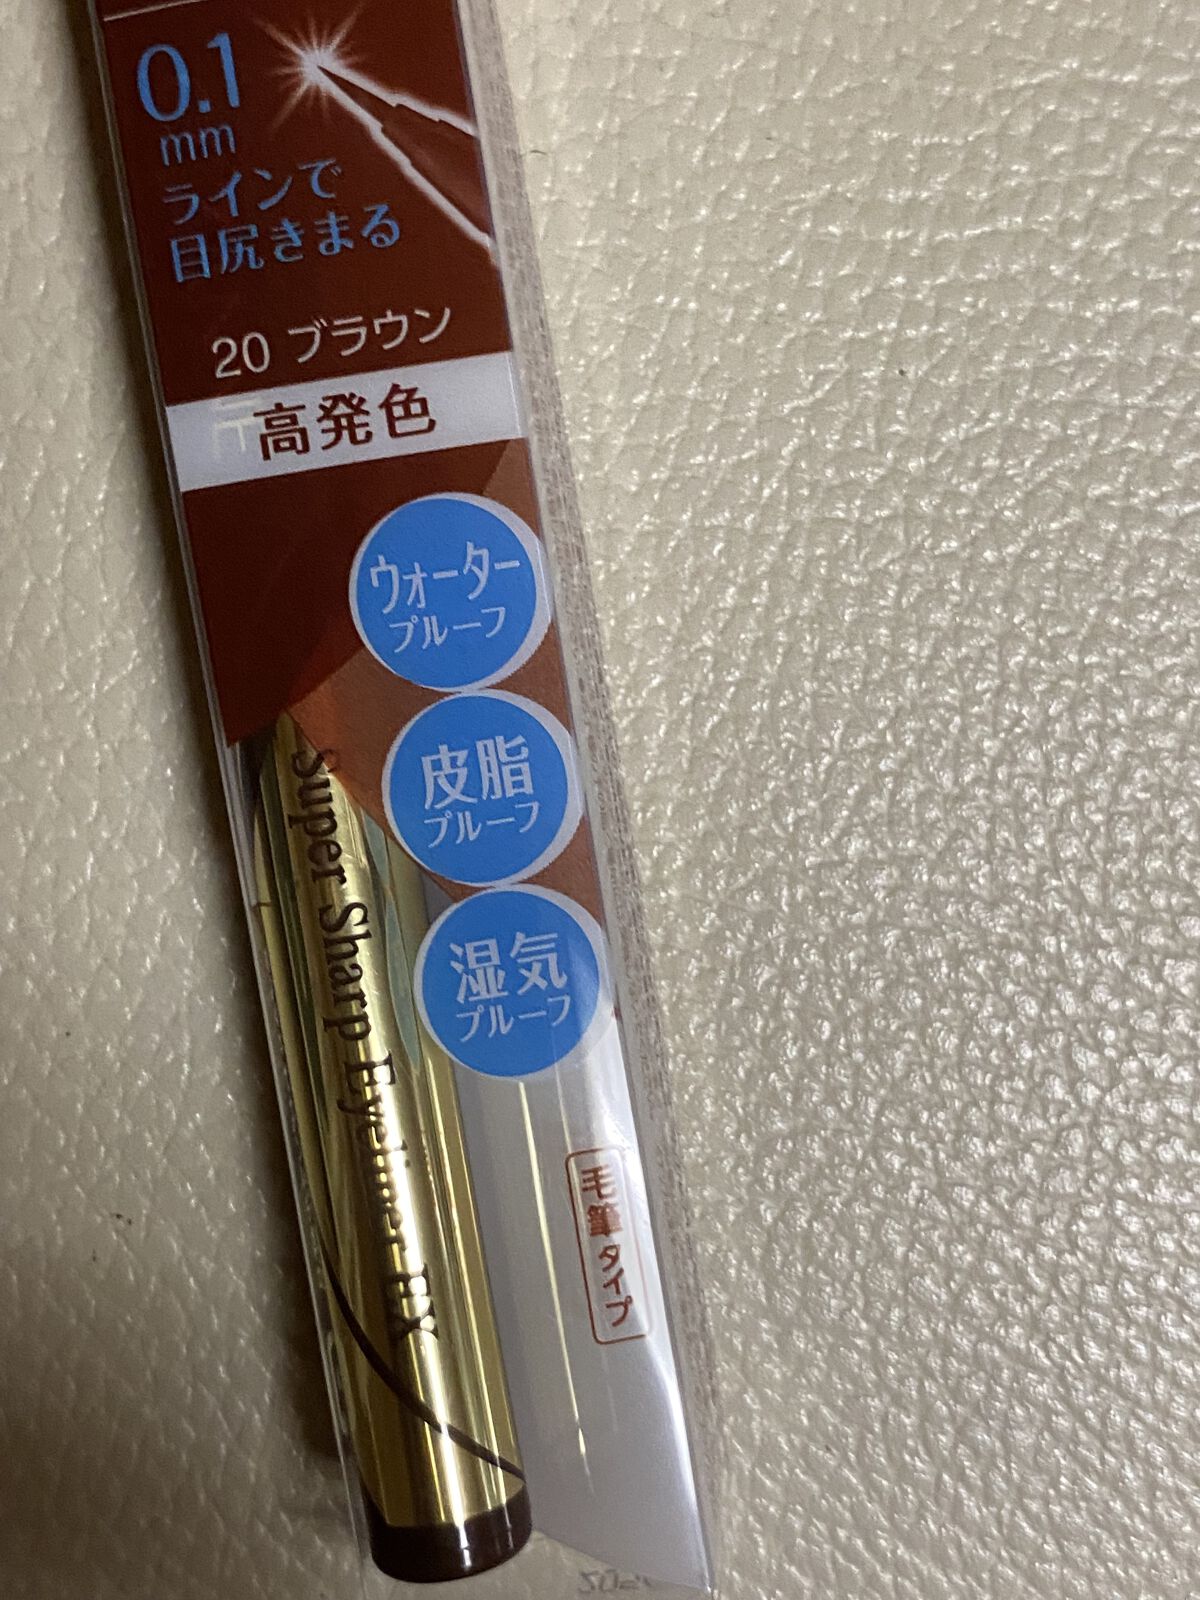 0.1
mm
ラインで
目尻きまる
20 ブラウン
高発色
ウォーター
プルーフ
皮脂
プルーフ
湿気
プルーフ
Super Sharp Eyeliner EX
毛筆タイプ